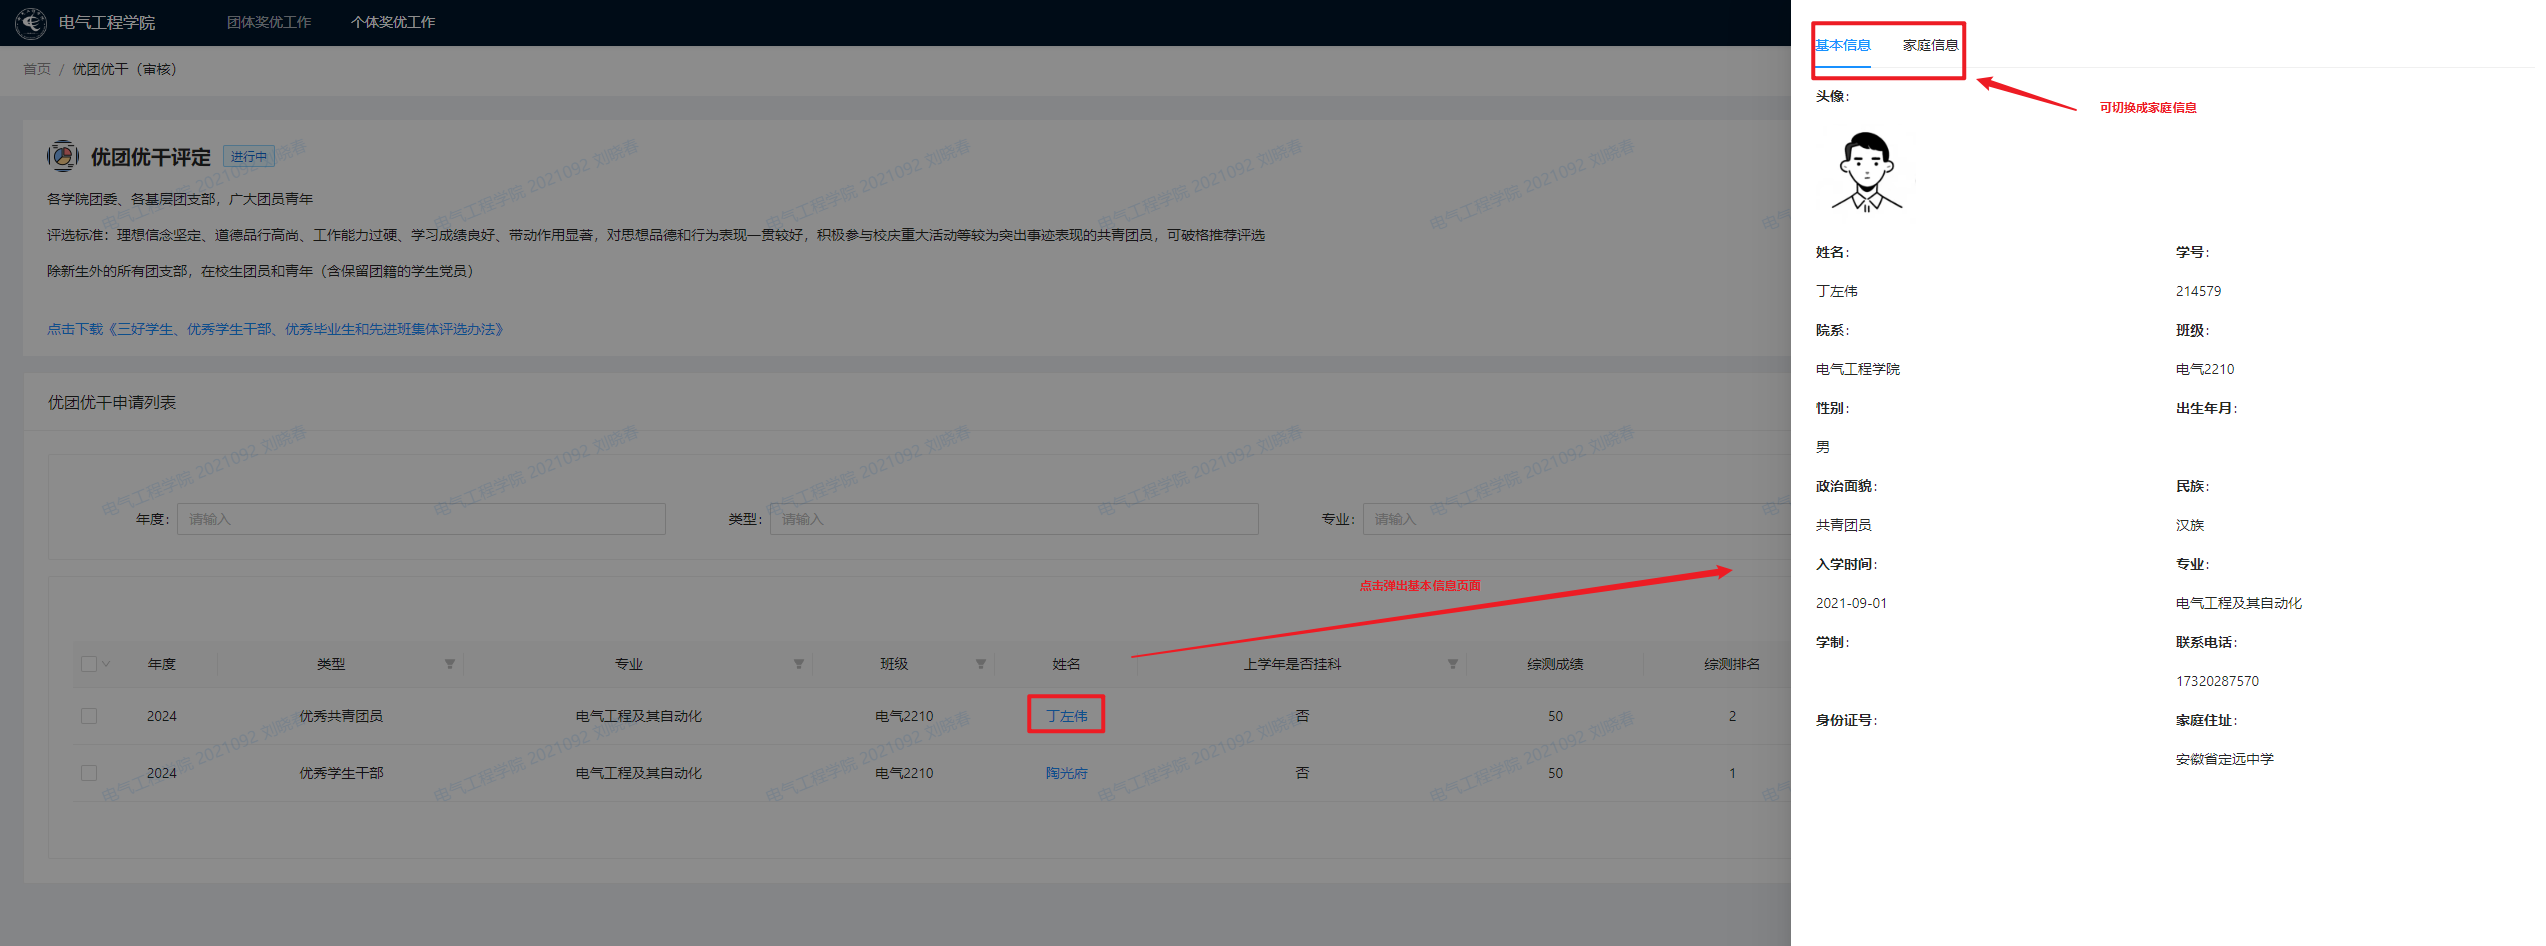 电气工程学院 团体奖优工作 个体奖优工作
首页 / 优团优干（审核）
优团优干评定 进行中
各学院团委、各基层团支部，广大团员青年
评选标准：理想信念坚定、道德品行高尚、工作能力过硬、学习成绩良好、带动作用显著，对思想品德和行为表现一贯较好，积极参与校庆重大活动等较为突出事迹表现的共青团员，可破格推荐评选
除新生外的所有团支部，在校生团员和青年（含保留团籍的学生党员）
点击下载《三好学生、优秀学生干部、优秀毕业生和先进班集体评选办法》
优团优干申请列表
年度： 请输入 类型： 请输入 专业： 请输入
点击弹出基本信息页面
年度 类型 专业 班级 姓名 上学年是否挂科 综测成绩 综测排名
2024 优秀共青团员 电气工程及其自动化 电气2210 丁左伟 否 50 2
2024 优秀学生干部 电气工程及其自动化 电气2210 陶光府 否 50 1
电气工程学院 2021092 刘晓春
基本信息 家庭信息
可切换成家庭信息
头像：
姓名： 学号：
丁左伟 214579
院系： 班级：
电气工程学院 电气2210
性别： 出生年月：
男
政治面貌： 民族：
共青团员 汉族
入学时间： 专业：
2021-09-01 电气工程及其自动化
学制： 联系电话：
17320287570
身份证号： 家庭住址：
安徽省定远中学